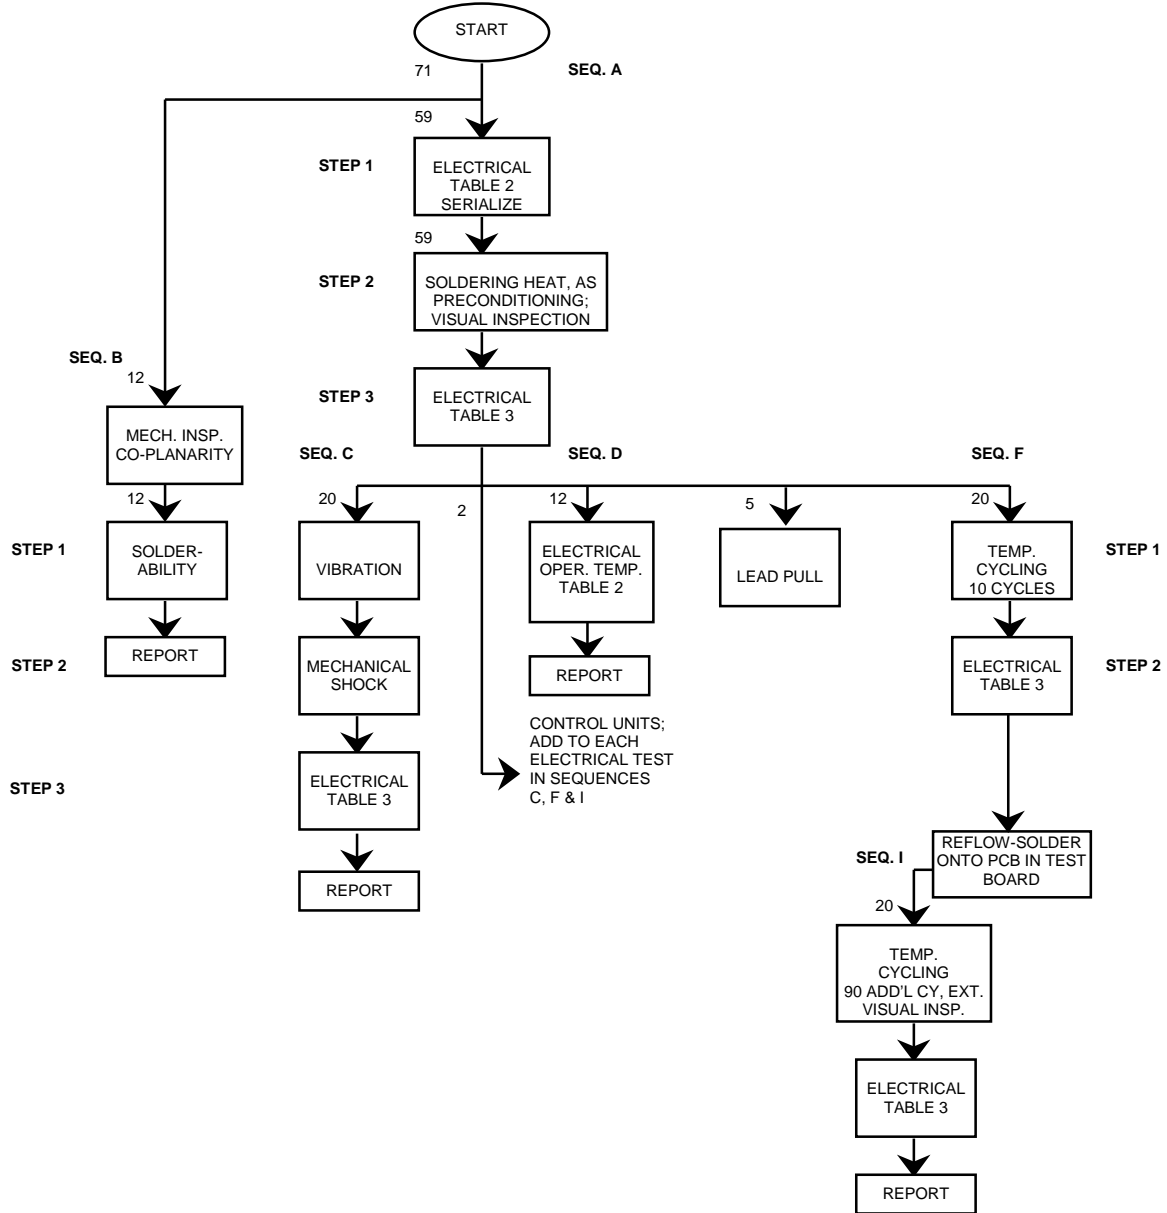 START
71
SEQ. A
59
STEP 1
ELECTRICAL
TABLE 2
SERIALIZE
59
STEP 2
SOLDERING HEAT, AS
PRECONDITIONING;
VISUAL INSPECTION
SEQ. B
12
STEP 3
ELECTRICAL
TABLE 3
MECH. INSP.
CO-PLANARITY
12
STEP 1
SOLDER-
ABILITY
STEP 2
REPORT
SEQ. C
20
VIBRATION
MECHANICAL
SHOCK
STEP 3
ELECTRICAL
TABLE 3
REPORT
2
CONTROL UNITS;
ADD TO EACH
ELECTRICAL TEST
IN SEQUENCES
C, F & I
SEQ. D
12
ELECTRICAL
OPER. TEMP.
TABLE 2
REPORT
5
LEAD PULL
SEQ. F
20
TEMP.
CYCLING
10 CYCLES
STEP 1
ELECTRICAL
TABLE 3
STEP 2
REFLOW-SOLDER
ONTO PCB IN TEST
BOARD
SEQ. I
20
TEMP.
CYCLING
90 ADD'L CY, EXT.
VISUAL INSP.
ELECTRICAL
TABLE 3
REPORT